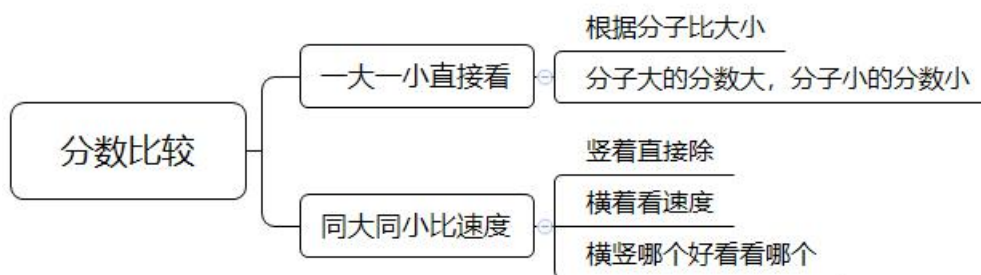 分数比较
一大一小直接看
根据分子比大小
分子大的分数大，分子小的分数小
同大同小比速度
竖着直接除
横着看速度
横竖哪个好看看哪个